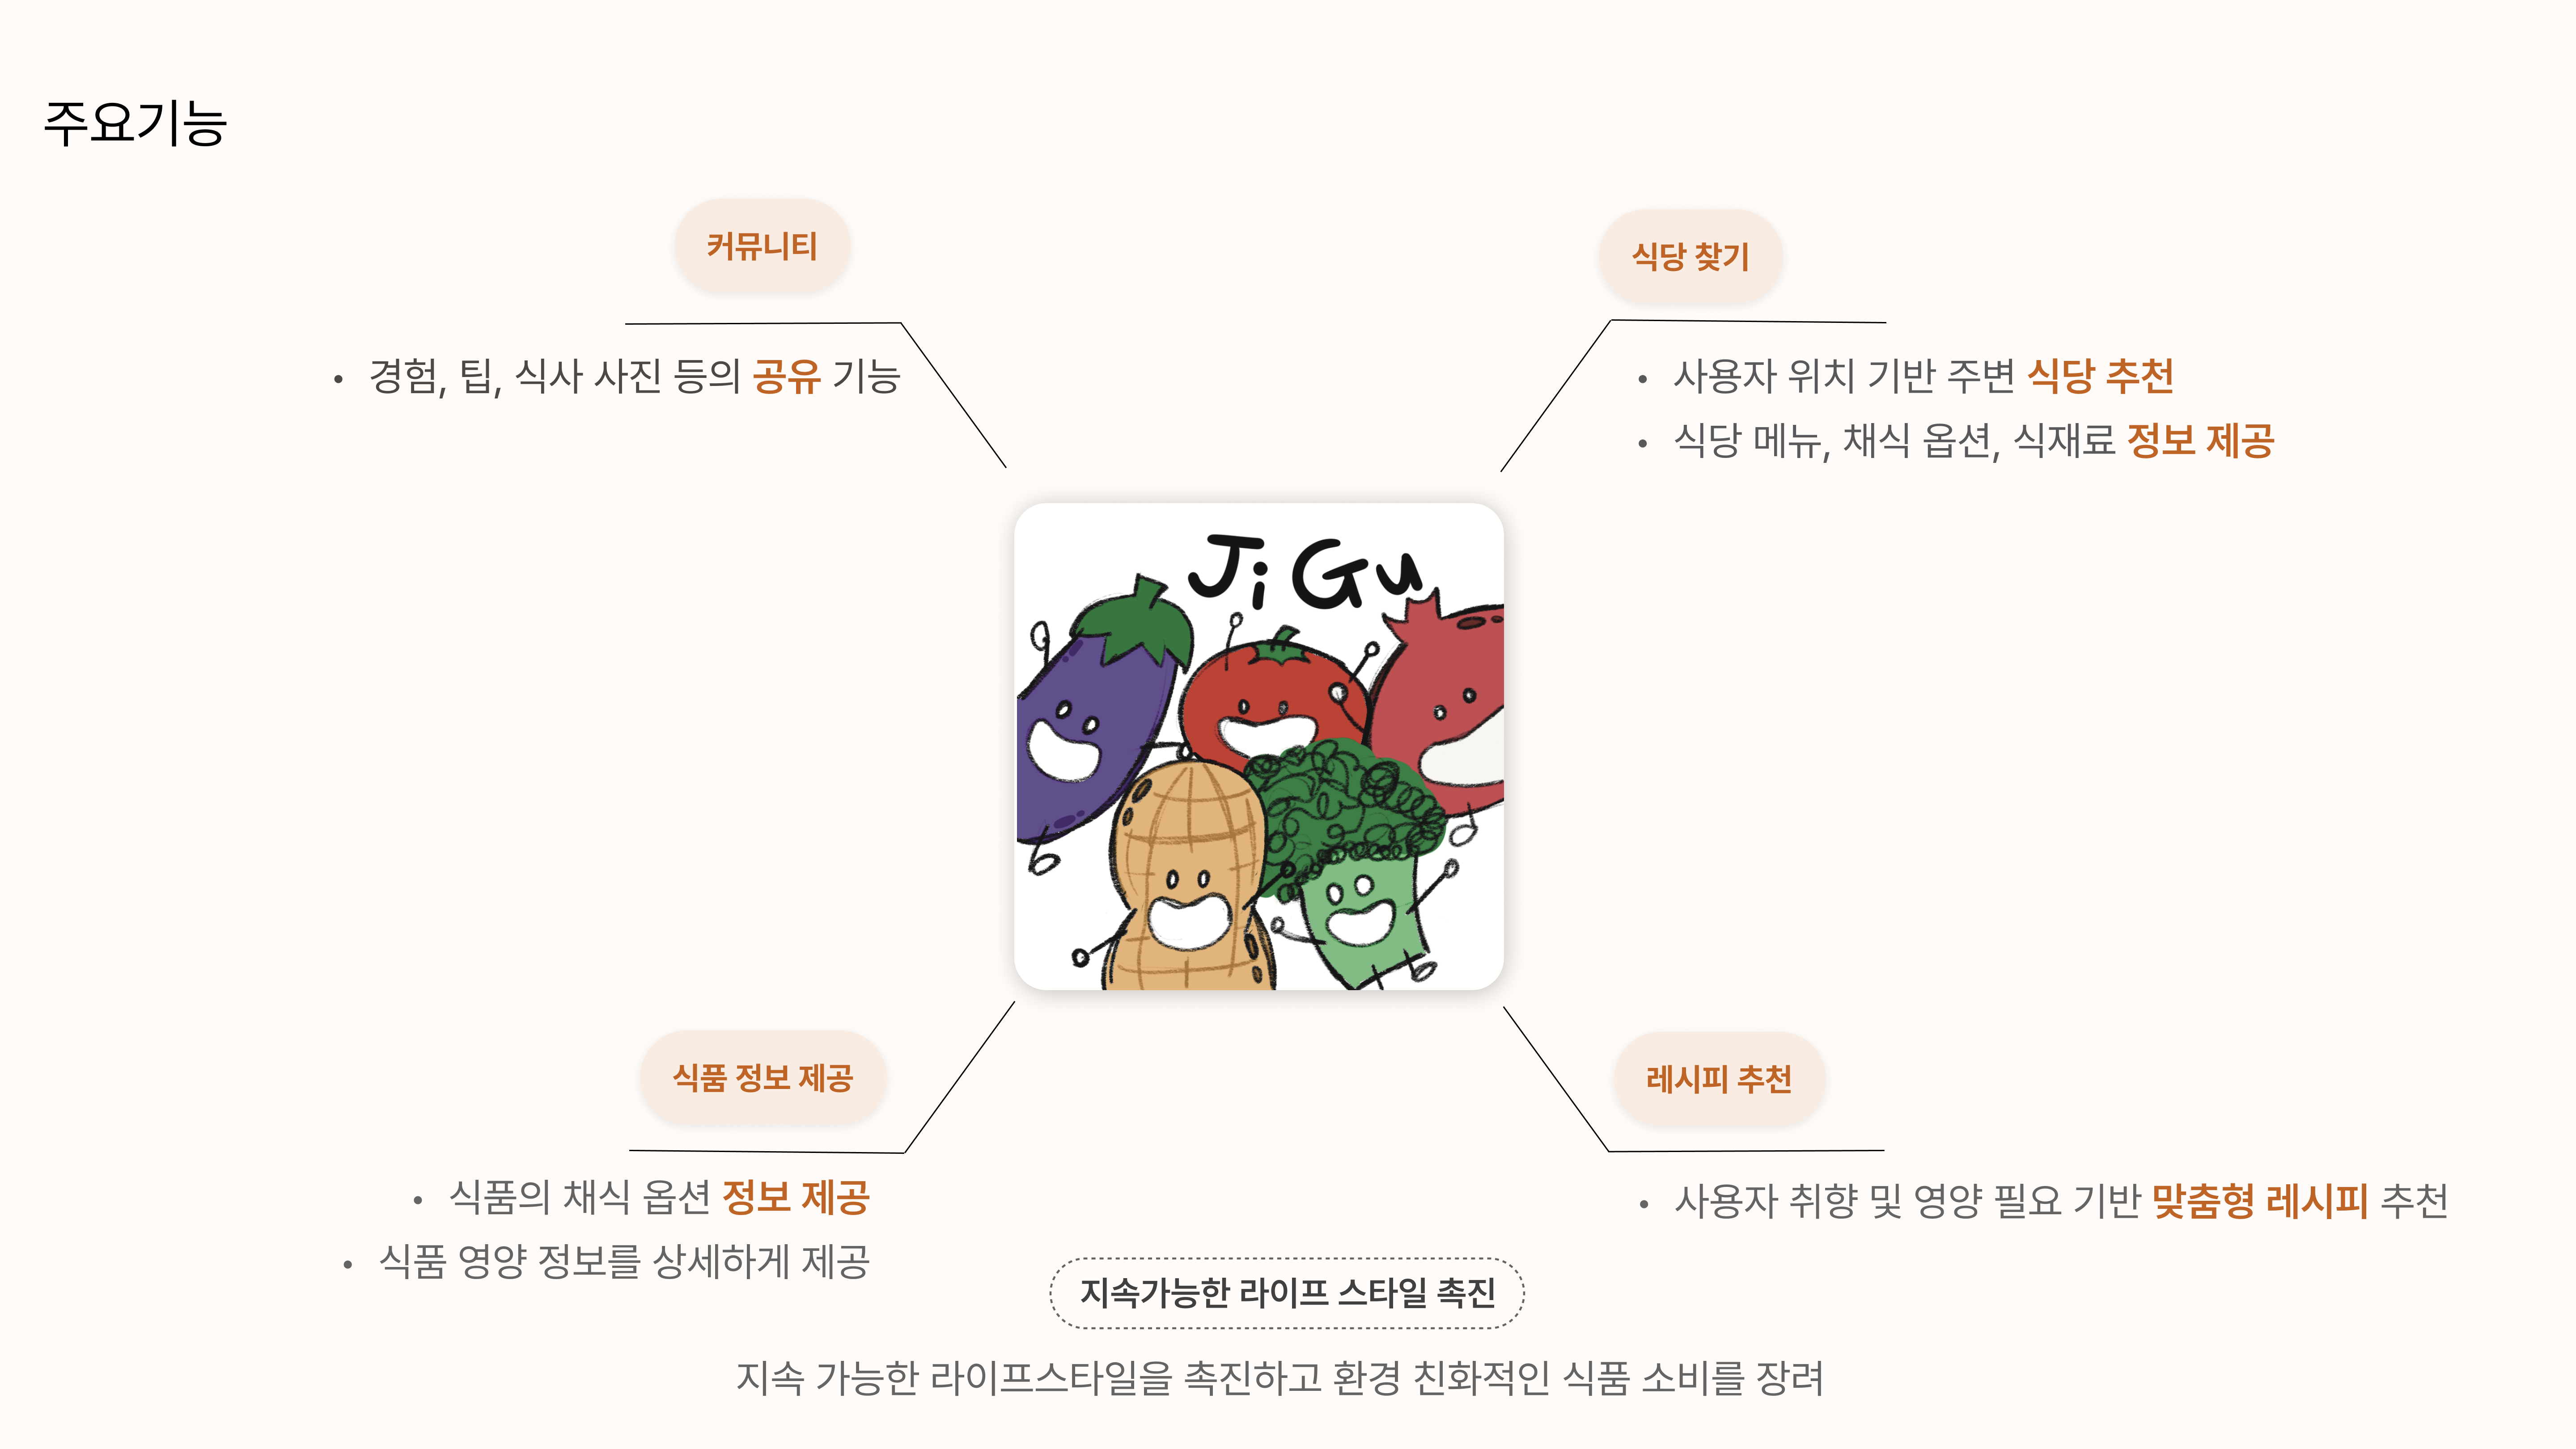 주요기능
커뮤니티
경험, 팁, 식사 사진 등의 공유 기능
식당 찾기
사용자 위치 기반 주변 식당 추천
식당 메뉴, 채식 옵션, 식재료 정보 제공
Ji Gu
식품 정보 제공
식품의 채식 옵션 정보 제공
식품 영양 정보를 상세하게 제공
레시피 추천
사용자 취향 및 영양 필요 기반 맞춤형 레시피 추천
지속가능한 라이프 스타일 촉진
지속 가능한 라이프스타일을 촉진하고 환경 친화적인 식품 소비를 장려